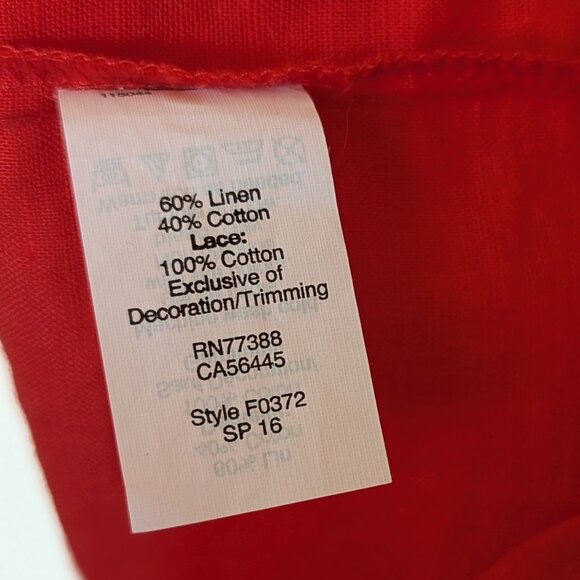 60% Linen
40% Cotton
Lace:
100% Cotton
Exclusive of
Decoration/Trimming
RN77388
CA56445
Style F0372
SP 16